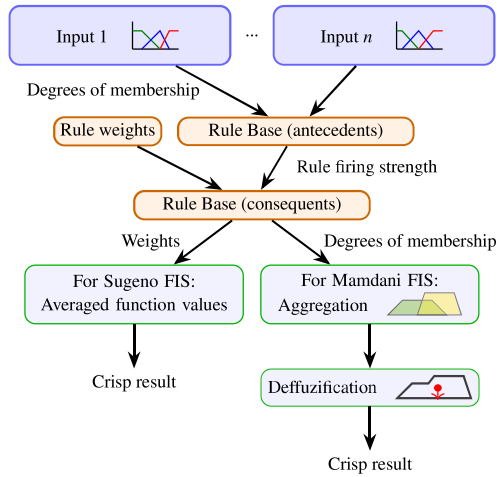 Input 1
...
Input n
Degrees of membership
Rule weights
Rule Base (antecedents)
Rule firing strength
Rule Base (consequents)
Weights
Degrees of membership
For Sugeno FIS:
Averaged function values
For Mamdani FIS:
Aggregation
Crisp result
Deffuzification
Crisp result